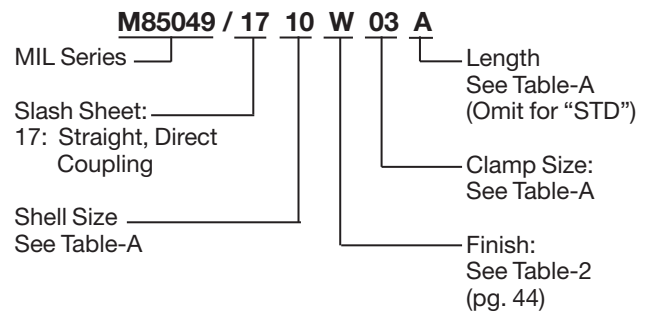 M85049 / 17 10 W 03 A
MIL Series
Slash Sheet:
17: Straight, Direct
Coupling
Shell Size
See Table-A
Length
See Table-A
(Omit for “STD”)
Clamp Size:
See Table-A
Finish:
See Table-2
(pg. 44)